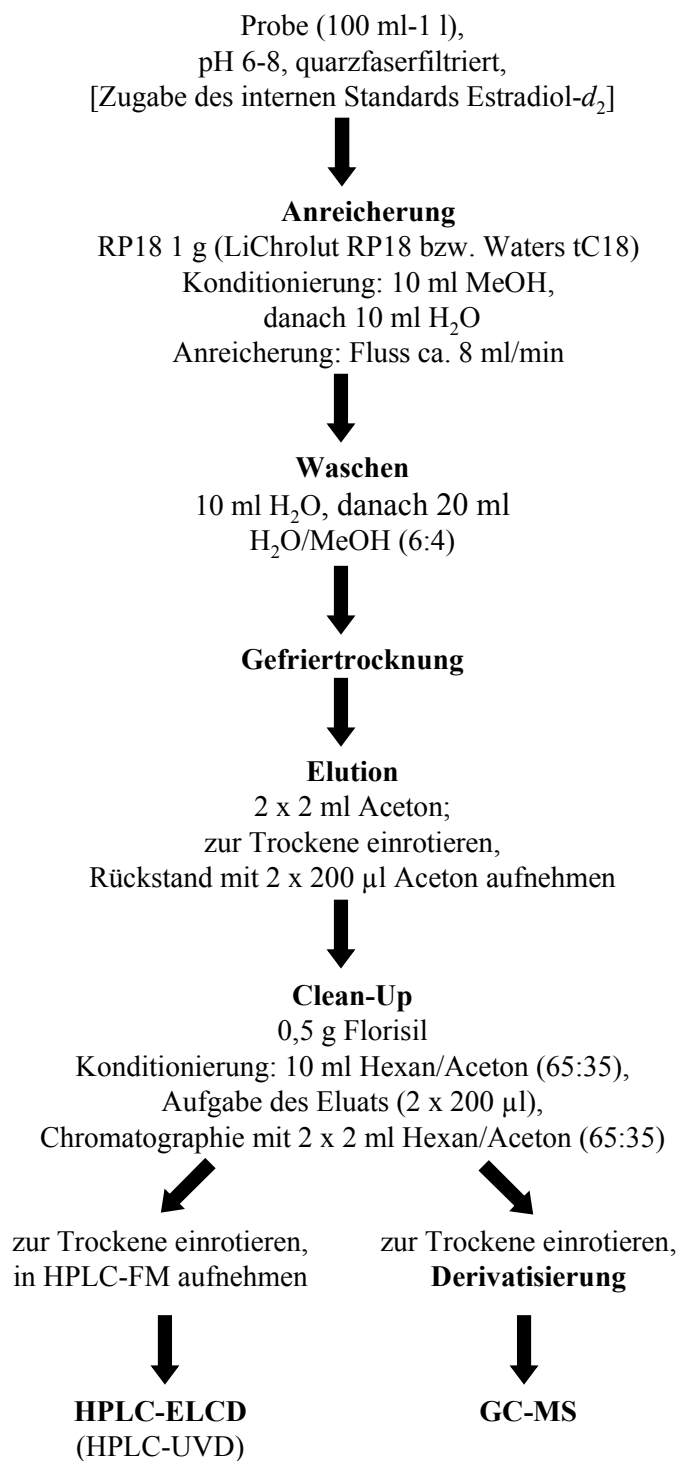 Probe (100 ml-1 l),
pH 6-8, quarzfaserfiltriert,
[Zugabe des internen Standards Estradiol-d₂]
Anreicherung
RP18 1 g (LiChrolut RP18 bzw. Waters tC18)
Konditionierung: 10 ml MeOH,
danach 10 ml H₂O
Anreicherung: Fluss ca. 8 ml/min
Waschen
10 ml H₂O, danach 20 ml
H₂O/MeOH (6:4)
Gefriertrocknung
Elution
2 x 2 ml Aceton;
zur Trockene einrotieren,
Rückstand mit 2 x 200 µl Aceton aufnehmen
Clean-Up
0,5 g Florisil
Konditionierung: 10 ml Hexan/Aceton (65:35),
Aufgabe des Eluats (2 x 200 µl),
Chromatographie mit 2 x 2 ml Hexan/Aceton (65:35)
zur Trockene einrotieren,
in HPLC-FM aufnehmen
zur Trockene einrotieren,
Derivatisierung
HPLC-ELCD
(HPLC-UVD)
GC-MS